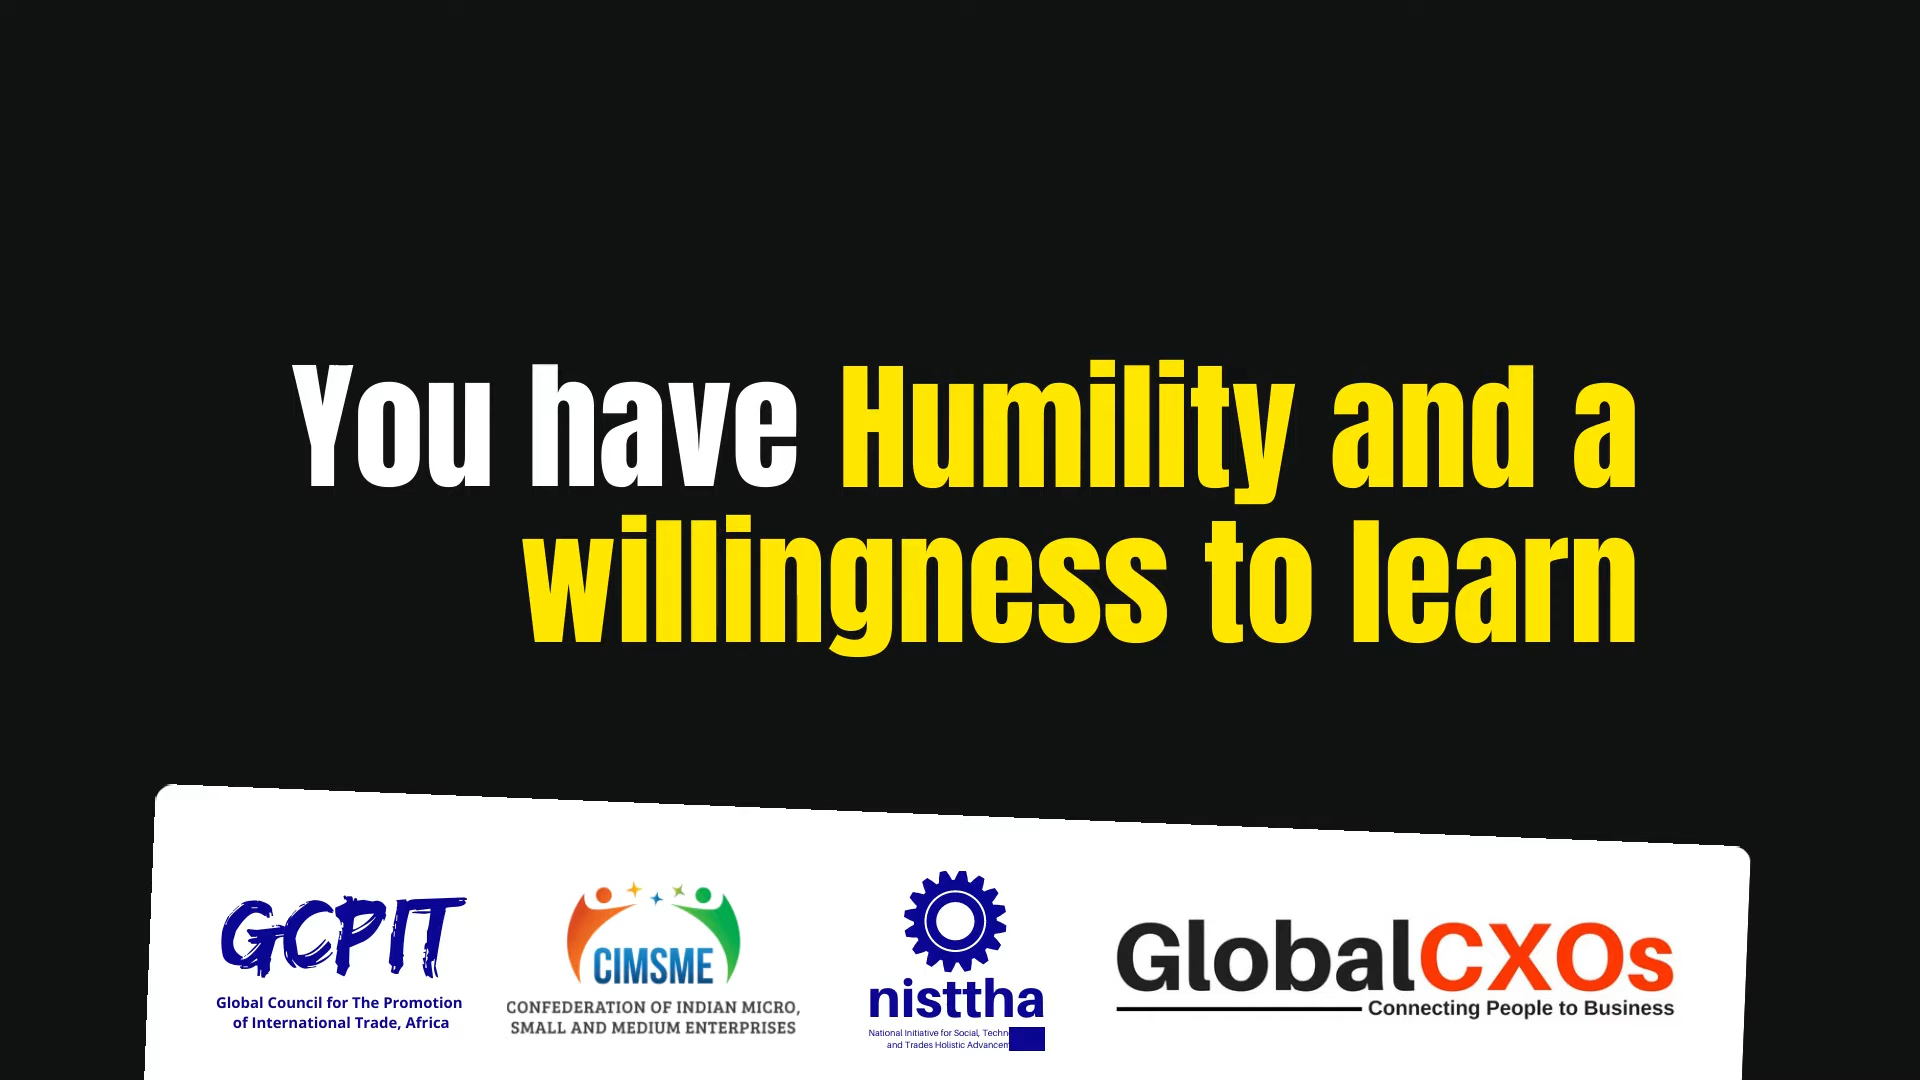 You have Humility and a
willingness to learn
GCPIT
Global Council for The Promotion
of International Trade, Africa
CIMSME
CONFEDERATION OF INDIAN MICRO,
SMALL AND MEDIUM ENTERPRISES
nisttha
National Initiative for Social,
and Trades Holistic
GlobalCXOs
Connecting People to Business